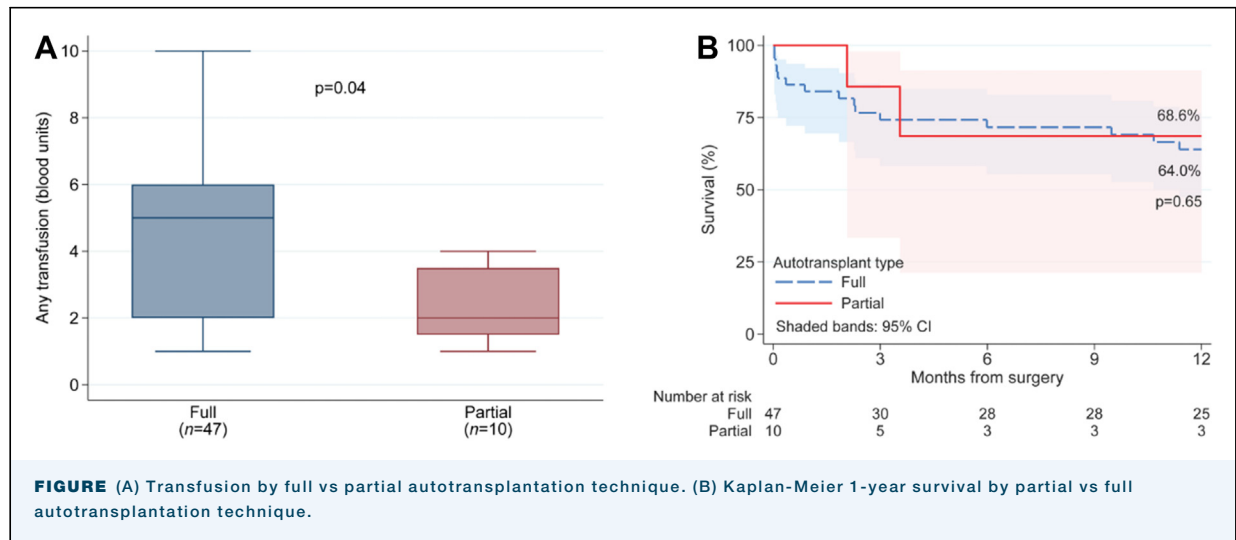 A
10
8
6
4
2
0
Any transfusion (blood units)
p=0.04
Full
(n=47)
Partial
(n=10)
B
100
75
50
25
0
Survival (%)
68.6%
64.0%
p=0.65
Autotransplant type
Full
Partial
Shaded bands: 95% CI
0 3 6 9 12
Months from surgery
Number at risk
Full 47 30 28 28 25
Partial 10 5 3 3 3
FIGURE (A) Transfusion by full vs partial autotransplantation technique. (B) Kaplan-Meier 1-year survival by partial vs full
autotransplantation technique.